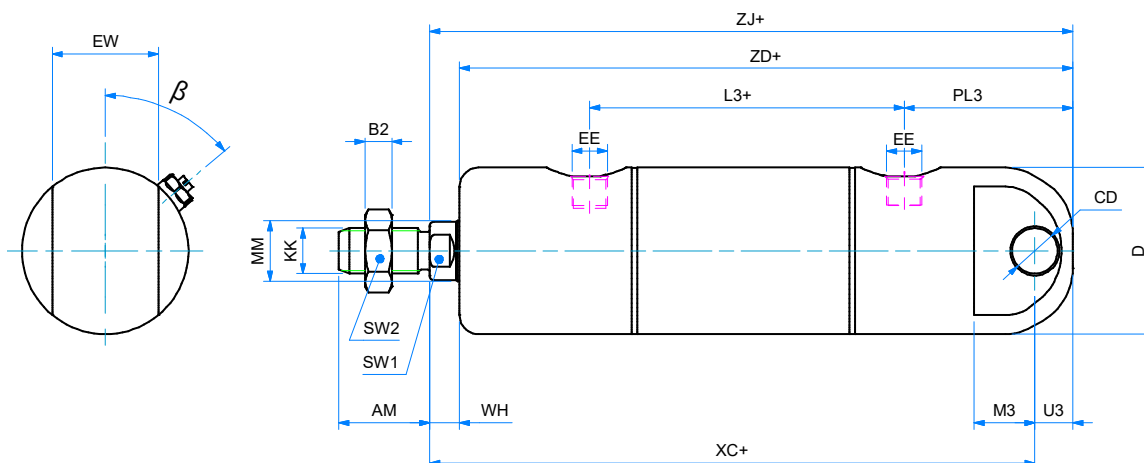 ZJ+
EW
ZD+
β
L3+
PL3
B2
EE
EE
CD
MM
KK
D
SW2
SW1
AM
WH
M3
U3
XC+